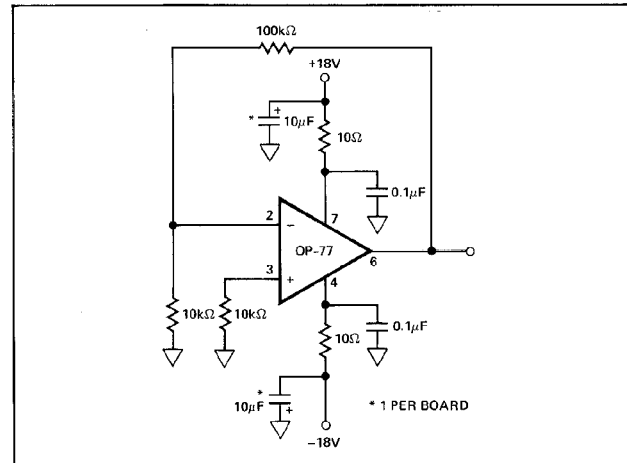 100kΩ
+18V
* 10μF +
10Ω
0.1μF
2
7
−
OP-77
6
3
+
4
10kΩ
10kΩ
10Ω
0.1μF
*
10μF +
* 1 PER BOARD
−18V